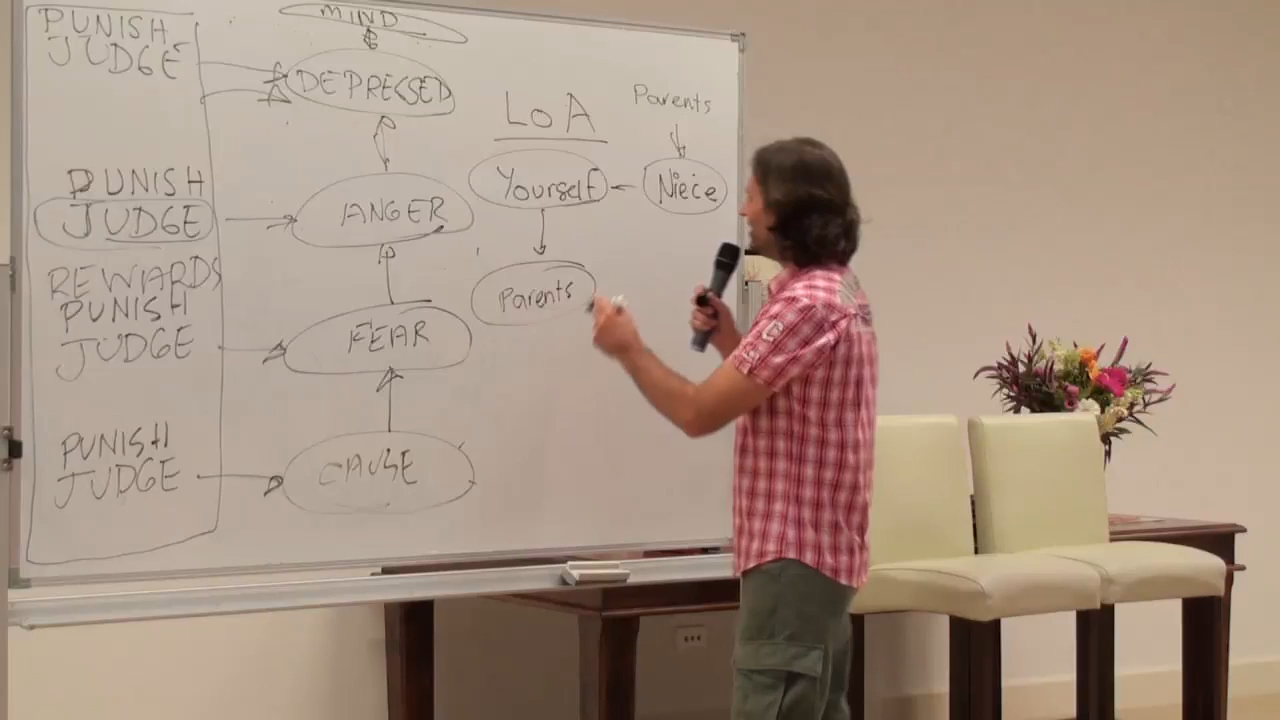 PUNISH
JUDGE
PUNISH
JUDGE
REWARDS
PUNISH
JUDGE
PUNISH
JUDGE
MIND
DEPRESSED
ANGER
FEAR
CAUSE
LOA
Yourself
Parents
Parents
Niece